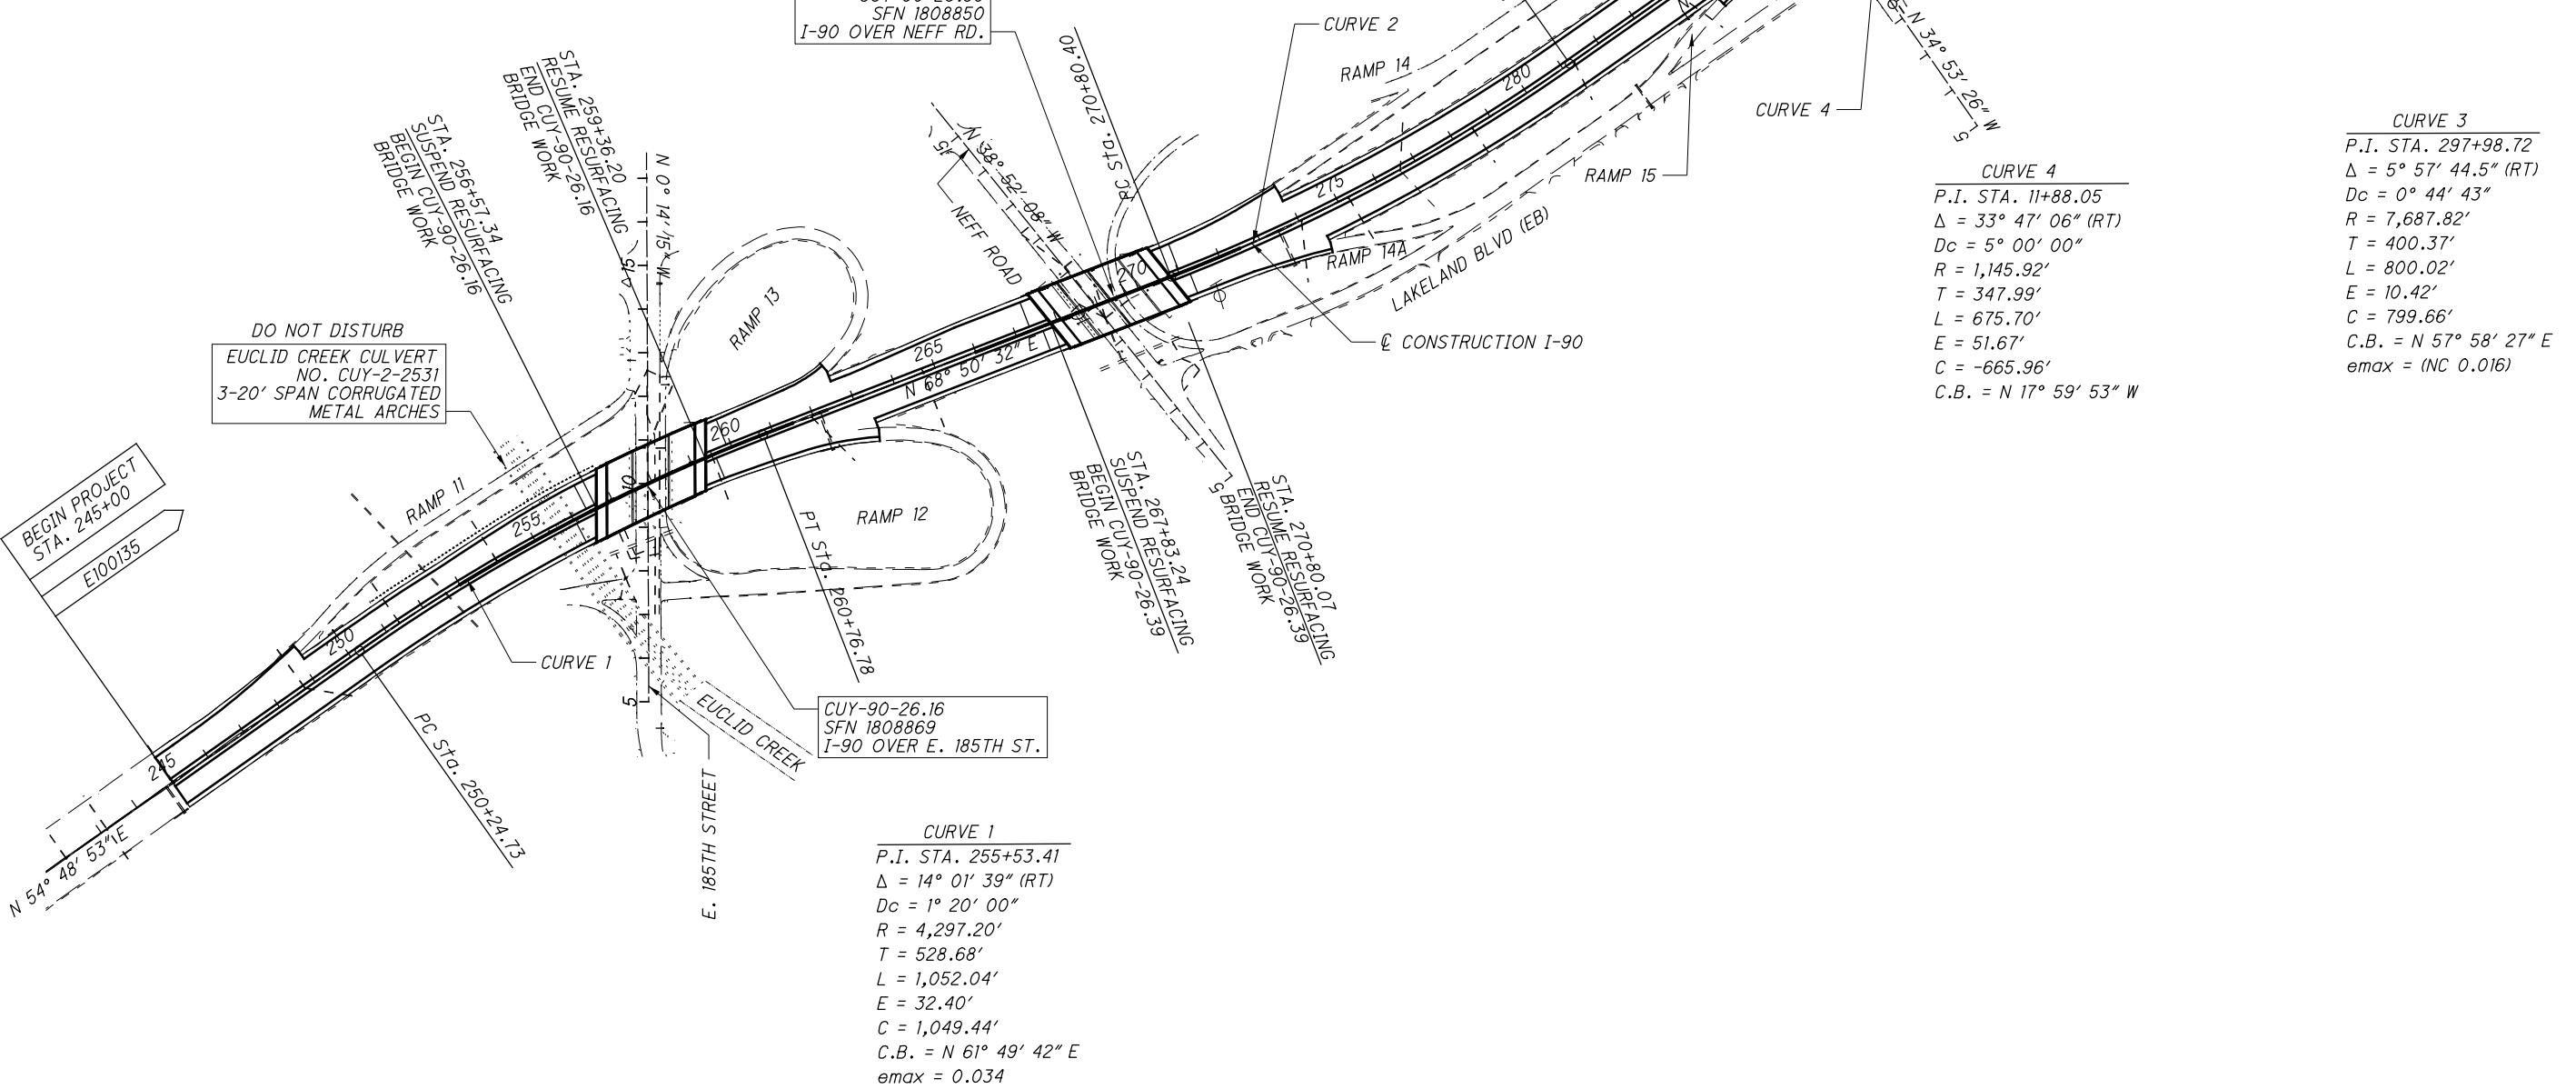 SFN 1808850
I-90 OVER NEFF RD.
CURVE 2
PC Sta. 270+80.40
RAMP 14
280
N 34° 53' 26" W
5
CURVE 4
RAMP 15
275
RAMP 14A
LAKELAND BLVD (EB)
℄ CONSTRUCTION I-90
STA. 259+36.20
RESUME RESURFACING
END CUY-90-26.16
BRIDGE WORK
STA. 256+57.34
SUSPEND RESURFACING
BEGIN CUY-90-26.16
BRIDGE WORK
N 0° 14' 15" W
15
RAMP 13
15
N 38° 52' 08" W
NEFF ROAD
270
265
N 68° 50' 32" E
260
DO NOT DISTURB
EUCLID CREEK CULVERT
NO. CUY-2-2531
3-20' SPAN CORRUGATED
METAL ARCHES
RAMP 11
255
10
RAMP 12
PT Sta. 260+76.78
STA. 267+83.24
SUSPEND RESURFACING
BEGIN CUY-90-26.39
BRIDGE WORK
5
STA. 270+80.07
RESUME RESURFACING
END CUY-90-26.39
BRIDGE WORK
BEGIN PROJECT
STA. 245+00
E100135
250
CURVE 1
5
EUCLID CREEK
CUY-90-26.16
SFN 1808869
I-90 OVER E. 185TH ST.
E. 185TH STREET
245
PC Sta. 250+24.73
N 54° 48' 53" E
CURVE 1
P.I. STA. 255+53.41
Δ = 14° 01' 39" (RT)
Dc = 1° 20' 00"
R = 4,297.20'
T = 528.68'
L = 1,052.04'
E = 32.40'
C = 1,049.44'
C.B. = N 61° 49' 42" E
emax = 0.034
CURVE 4
P.I. STA. 11+88.05
Δ = 33° 47' 06" (RT)
Dc = 5° 00' 00"
R = 1,145.92'
T = 347.99'
L = 675.70'
E = 51.67'
C = -665.96'
C.B. = N 17° 59' 53" W
CURVE 3
P.I. STA. 297+98.72
Δ = 5° 57' 44.5" (RT)
Dc = 0° 44' 43"
R = 7,687.82'
T = 400.37'
L = 800.02'
E = 10.42'
C = 799.66'
C.B. = N 57° 58' 27" E
emax = (NC 0.016)